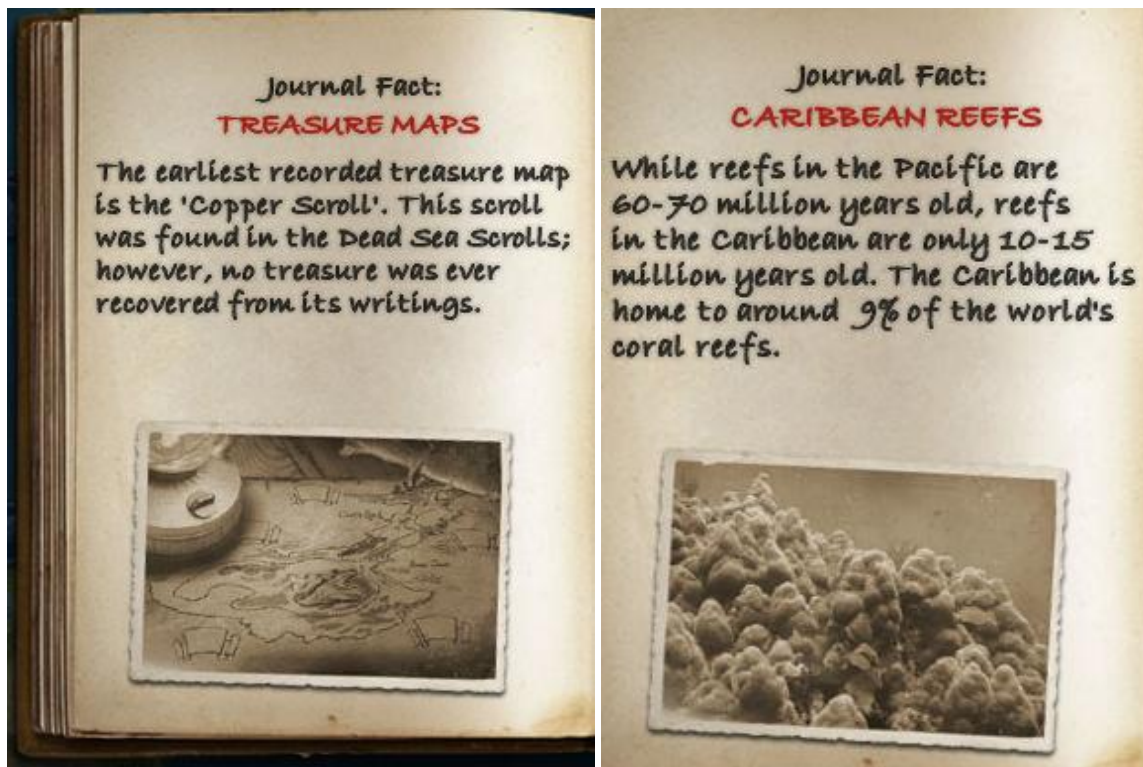 Journal Fact:
TREASURE MAPS
The earliest recorded treasure map
is the 'Copper Scroll'. This scroll
was found in the Dead Sea Scrolls;
however, no treasure was ever
recovered from its writings.
Journal Fact:
CARIBBEAN REEFS
While reefs in the Pacific are
60-70 million years old, reefs
in the Caribbean are only 10-15
million years old. The Caribbean is
home to around 9% of the world's
coral reefs.